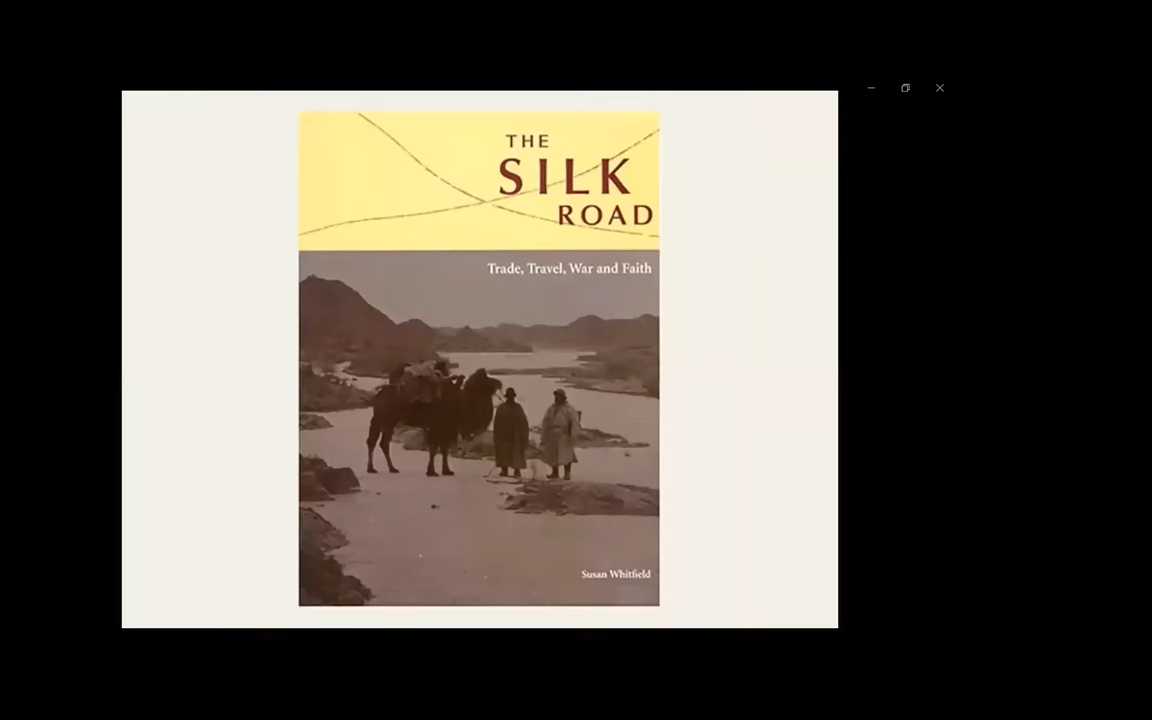 THE
SILK
ROAD
Trade, Travel, War and Faith
Susan Whitfield